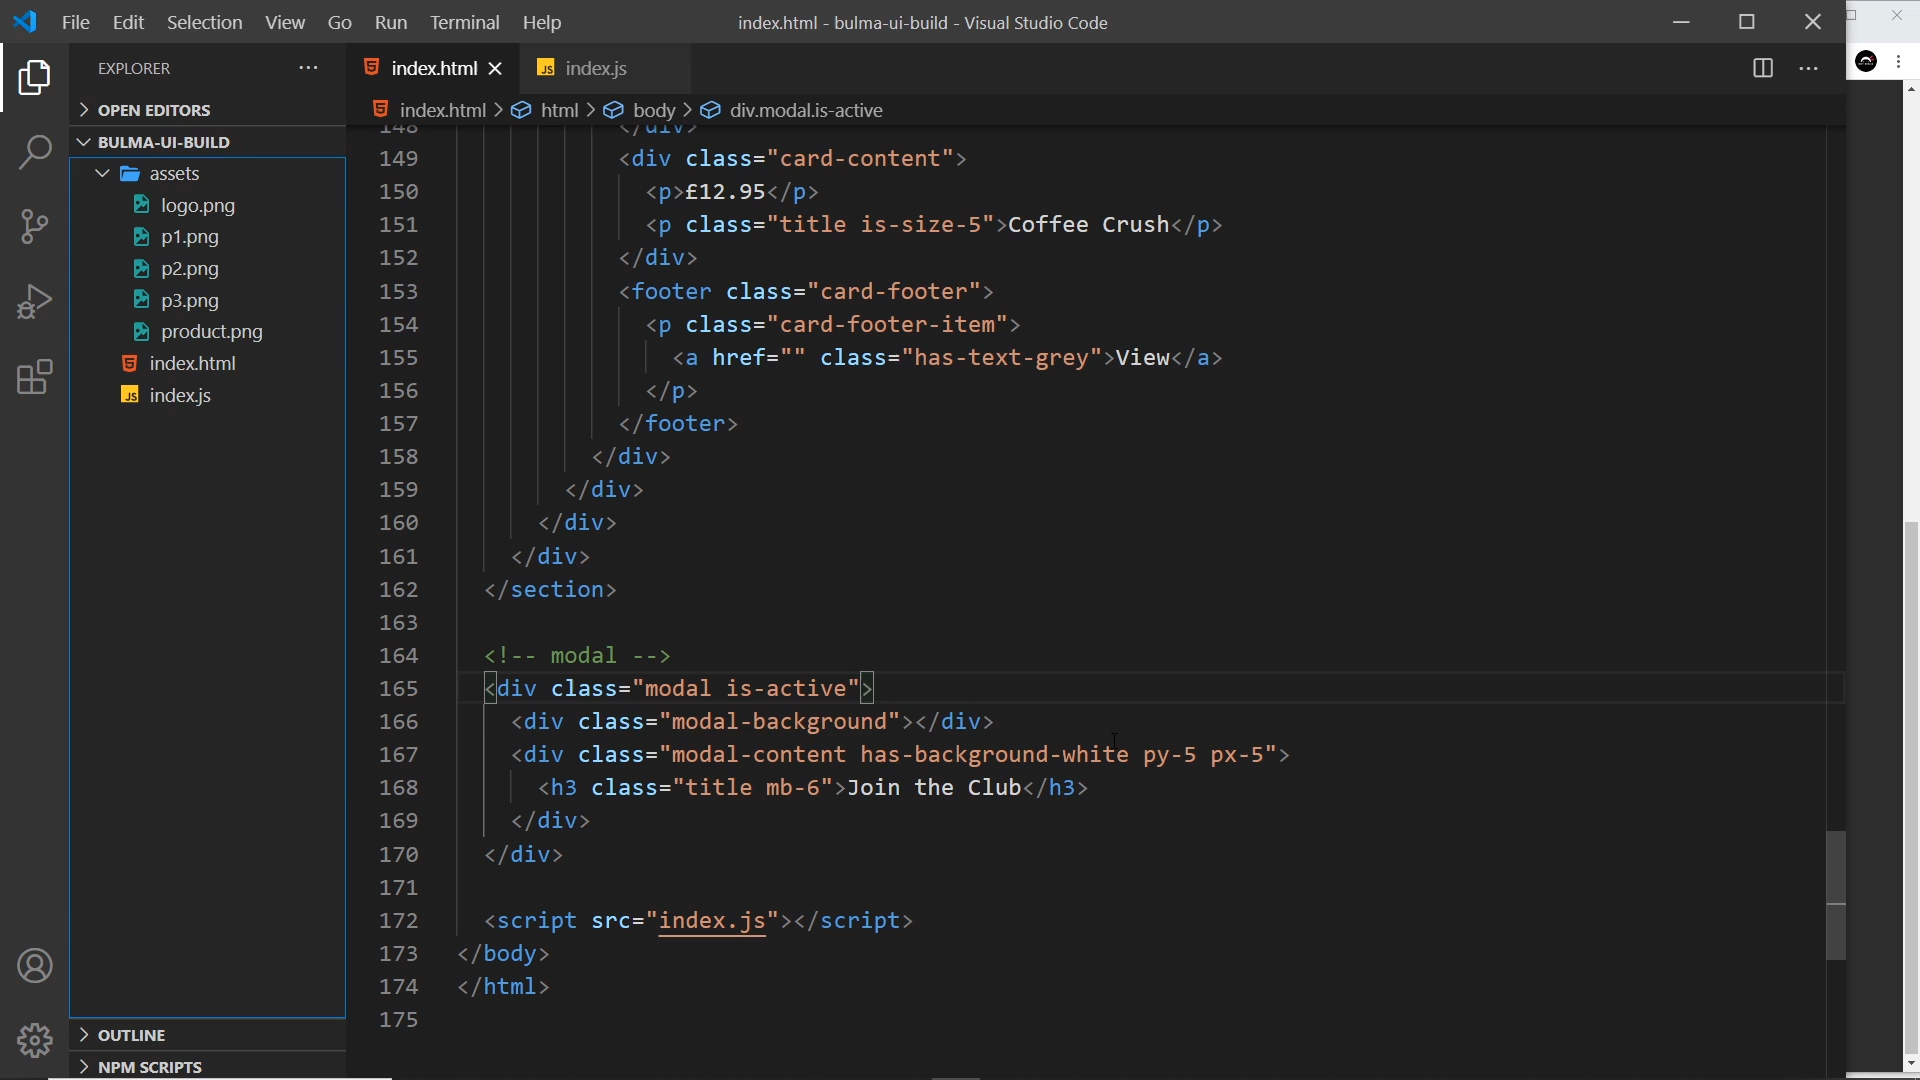 File Edit Selection View Go Run Terminal Help
index.html - bulma-ui-build - Visual Studio Code
EXPLORER
index.html
JS index.js
OPEN EDITORS
index.html > html > body > div.modal.is-active
BULMA-UI-BUILD
assets
logo.png
p1.png
p2.png
p3.png
product.png
index.html
JS index.js
148 </div>
149 <div class="card-content">
150 <p>£12.95</p>
151 <p class="title is-size-5">Coffee Crush</p>
152 </div>
153 <footer class="card-footer">
154 <p class="card-footer-item">
155 <a href="" class="has-text-grey">View</a>
156 </p>
157 </footer>
158 </div>
159 </div>
160 </div>
161 </div>
162 </section>
163
164 <!-- modal -->
165 <div class="modal is-active">
166 <div class="modal-background"></div>
167 <div class="modal-content has-background-white py-5 px-5">
168 <h3 class="title mb-6">Join the Club</h3>
169 </div>
170 </div>
171
172 <script src="index.js"></script>
173 </body>
174 </html>
175
OUTLINE
NPM SCRIPTS